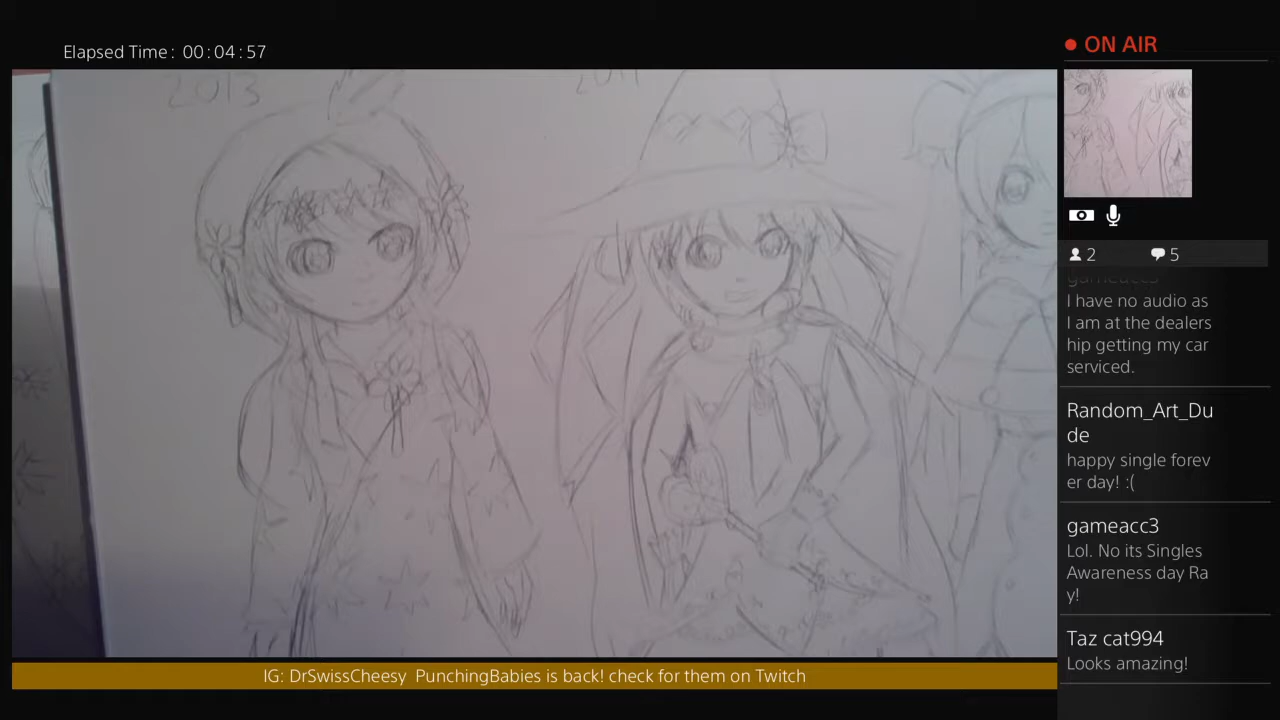 Elapsed Time: 00:04:57
ON AIR
2013
2
5
I have no audio as
I am at the dealers
hip getting my car
serviced.
Random_Art_Du
de
happy single forev
er day! :(
gameacc3
Lol. No its Singles
Awareness day Ra
y!
Taz cat994
Looks amazing!
IG: DrSwissCheesy PunchingBabies is back! check for them on Twitch